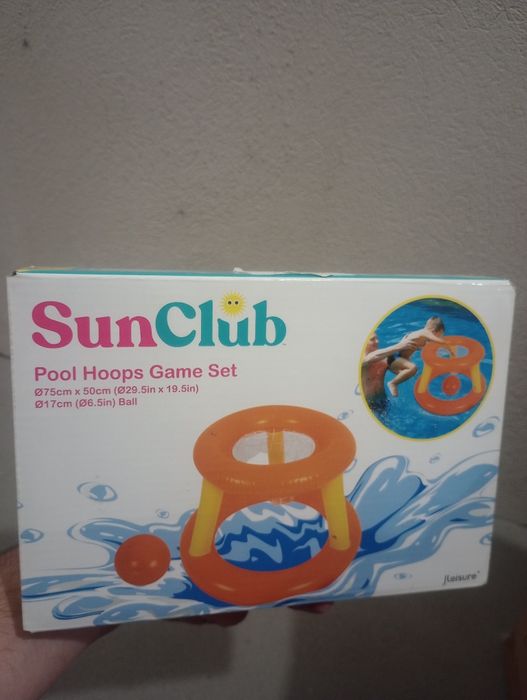 SunClub
Pool Hoops Game Set
Ø75cm x 50cm (Ø29.5in x 19.5in)
Ø17cm (Ø6.5in) Ball
jleisure